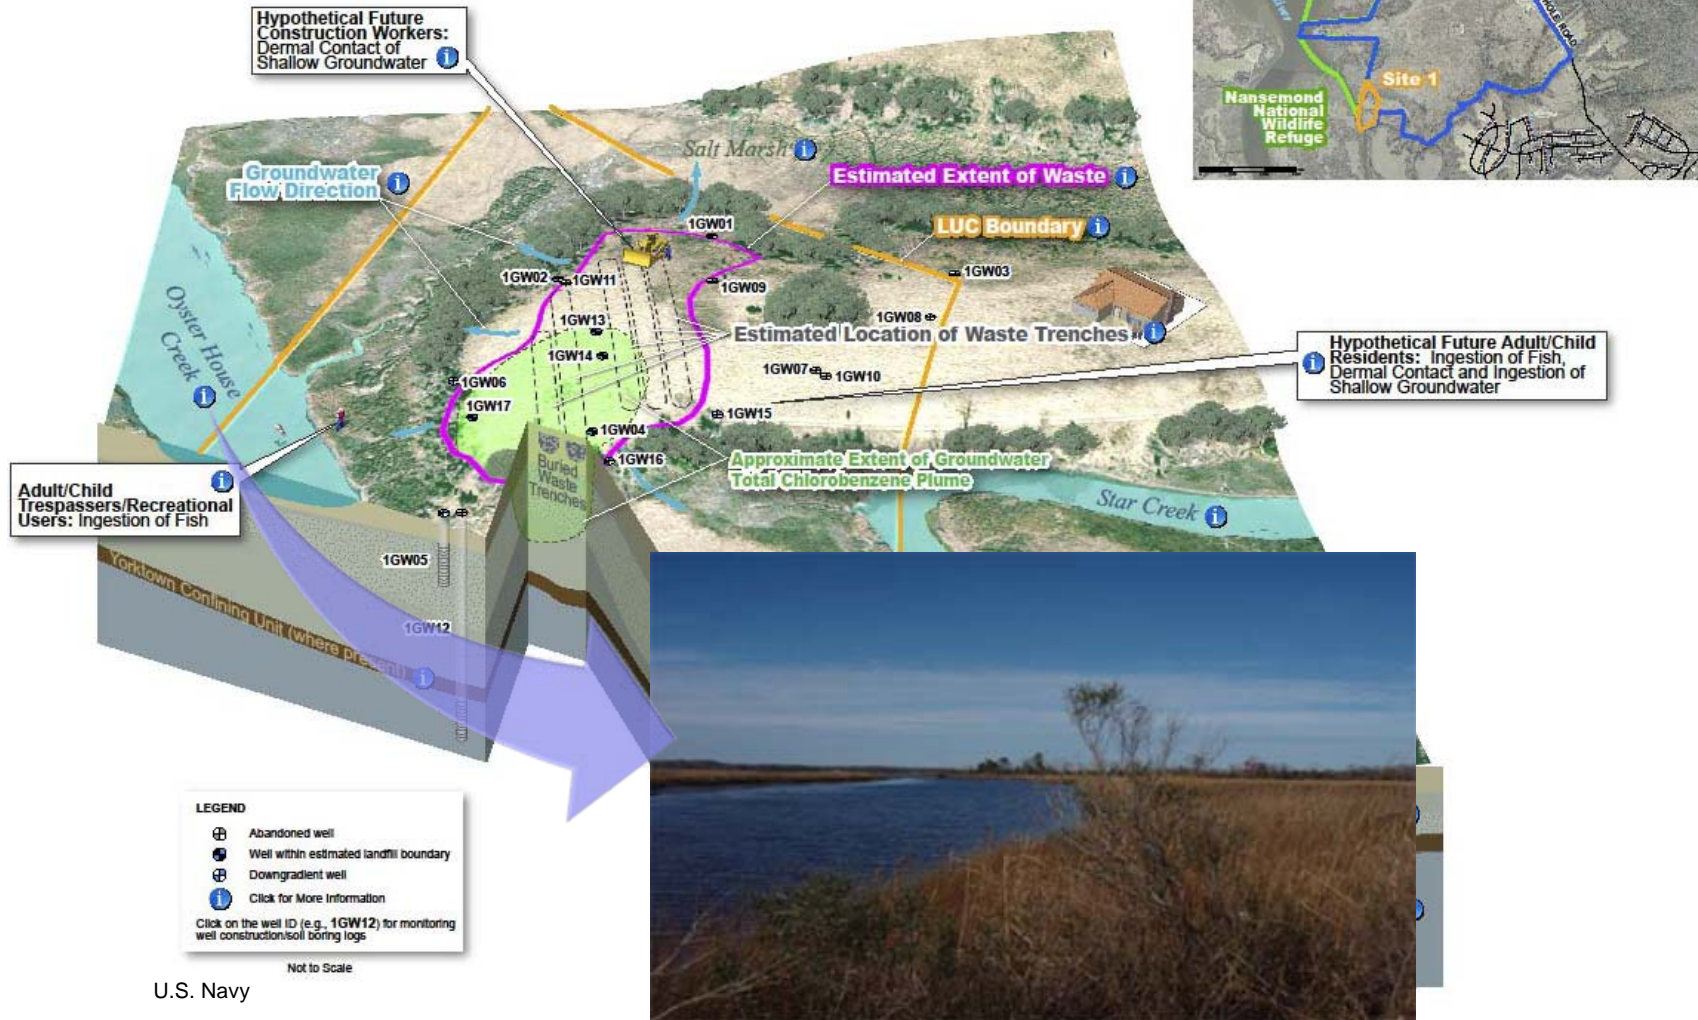 Hypothetical Future
Construction Workers:
Dermal Contact of
Shallow Groundwater
HOLE ROAD
Site 1
Nansemond
National
Wildlife
Refuge
Salt Marsh
Groundwater
Flow Direction
Estimated Extent of Waste
LUC Boundary
1GW01
1GW02
1GW11
1GW03
1GW09
1GW08
1GW13
Estimated Location of Waste Trenches
1GW14
Hypothetical Future Adult/Child
Residents: Ingestion of Fish,
Dermal Contact and Ingestion of
Shallow Groundwater
1GW07
1GW10
1GW06
1GW17
1GW15
1GW04
1GW16
Oyster House
Creek
Approximate Extent of Groundwater
Total Chlorobenzene Plume
Buried
Waste
Trenches
Star Creek
Adult/Child
Trespassers/Recreational
Users: Ingestion of Fish
1GW05
Yorktown Confining Unit (where present)
1GW12
LEGEND
Abandoned well
Well within estimated landfill boundary
Downgradient well
Click for More Information
Click on the well ID (e.g., 1GW12) for monitoring
well construction/soil boring logs
Not to Scale
U.S. Navy